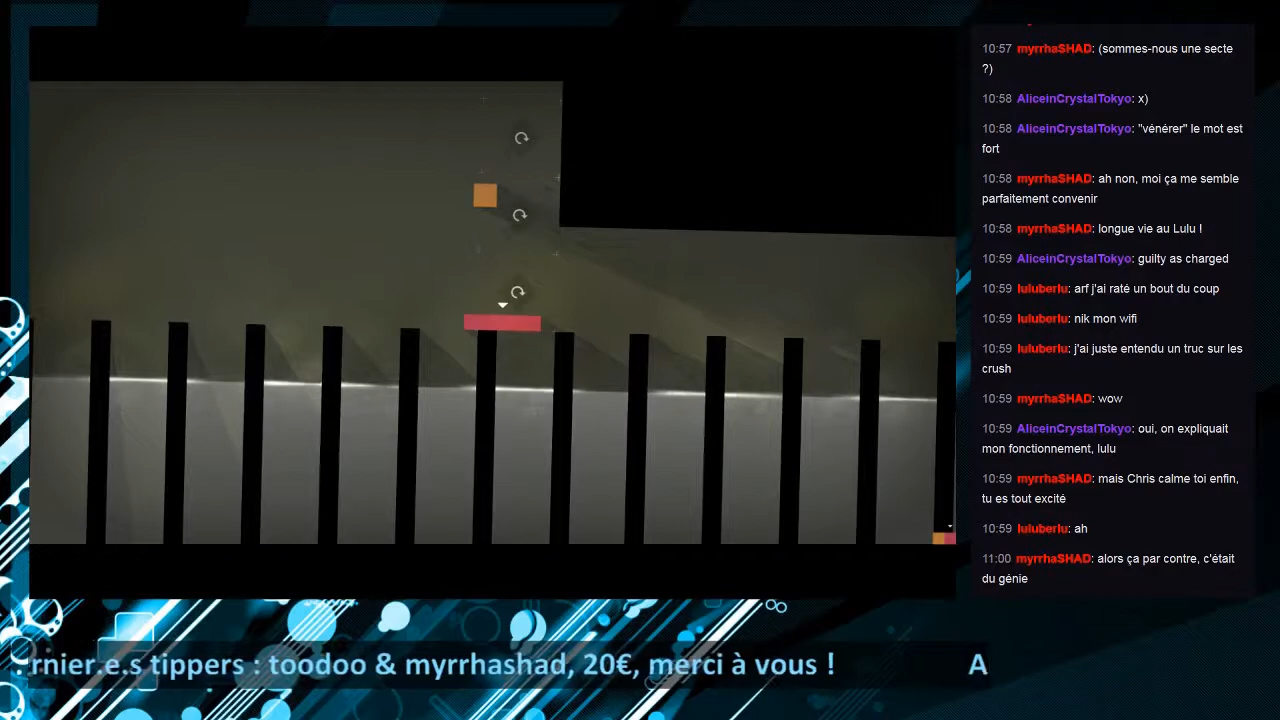 10:57 myrrhaSHAD: (sommes-nous une secte
?)
10:58 AliceinCrystalTokyo: x)
10:58 AliceinCrystalTokyo: "vénérer" le mot est
fort
10:58 myrrhaSHAD: ah non, moi ça me semble
parfaitement convenir
10:58 myrrhaSHAD: longue vie au Lulu !
10:59 AliceinCrystalTokyo: guilty as charged
10:59 luluberlu: arf j'ai raté un bout du coup
10:59 luluberlu: nik mon wifi
10:59 luluberlu: j'ai juste entendu un truc sur les
crush
10:59 myrrhaSHAD: wow
10:59 AliceinCrystalTokyo: oui, on expliquait
mon fonctionnement, lulu
10:59 myrrhaSHAD: mais Chris calme toi enfin,
tu es tout excité
10:59 luluberlu: ah
11:00 myrrhaSHAD: alors ça par contre, c'était
du génie
rnier.e.s tippers : toodoo & myrrhashad, 20€, merci à vous ! A